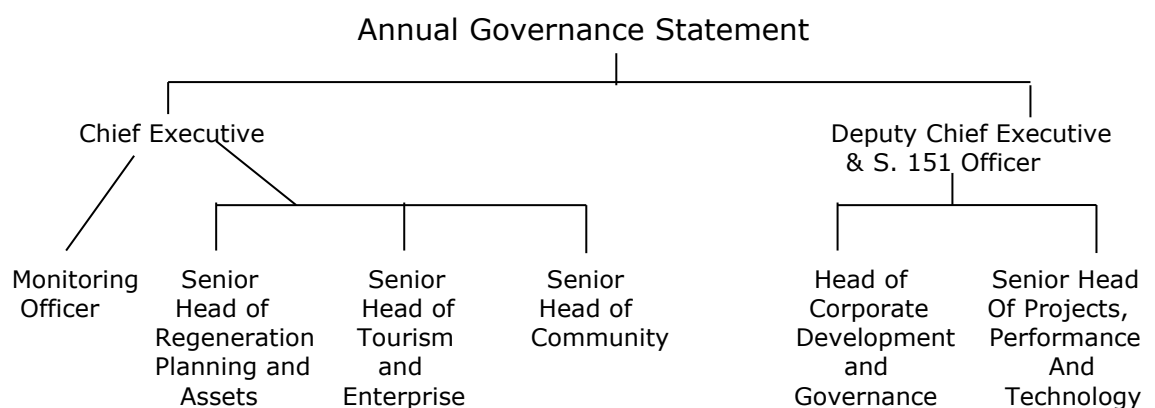 Annual Governance Statement
Chief Executive
Deputy Chief Executive
& S. 151 Officer
Monitoring
Officer
Senior
Head of
Regeneration
Planning and
Assets
Senior
Head of
Tourism
and
Enterprise
Senior
Head of
Community
Head of
Corporate
Development
and
Governance
Senior Head
Of Projects,
Performance
And
Technology